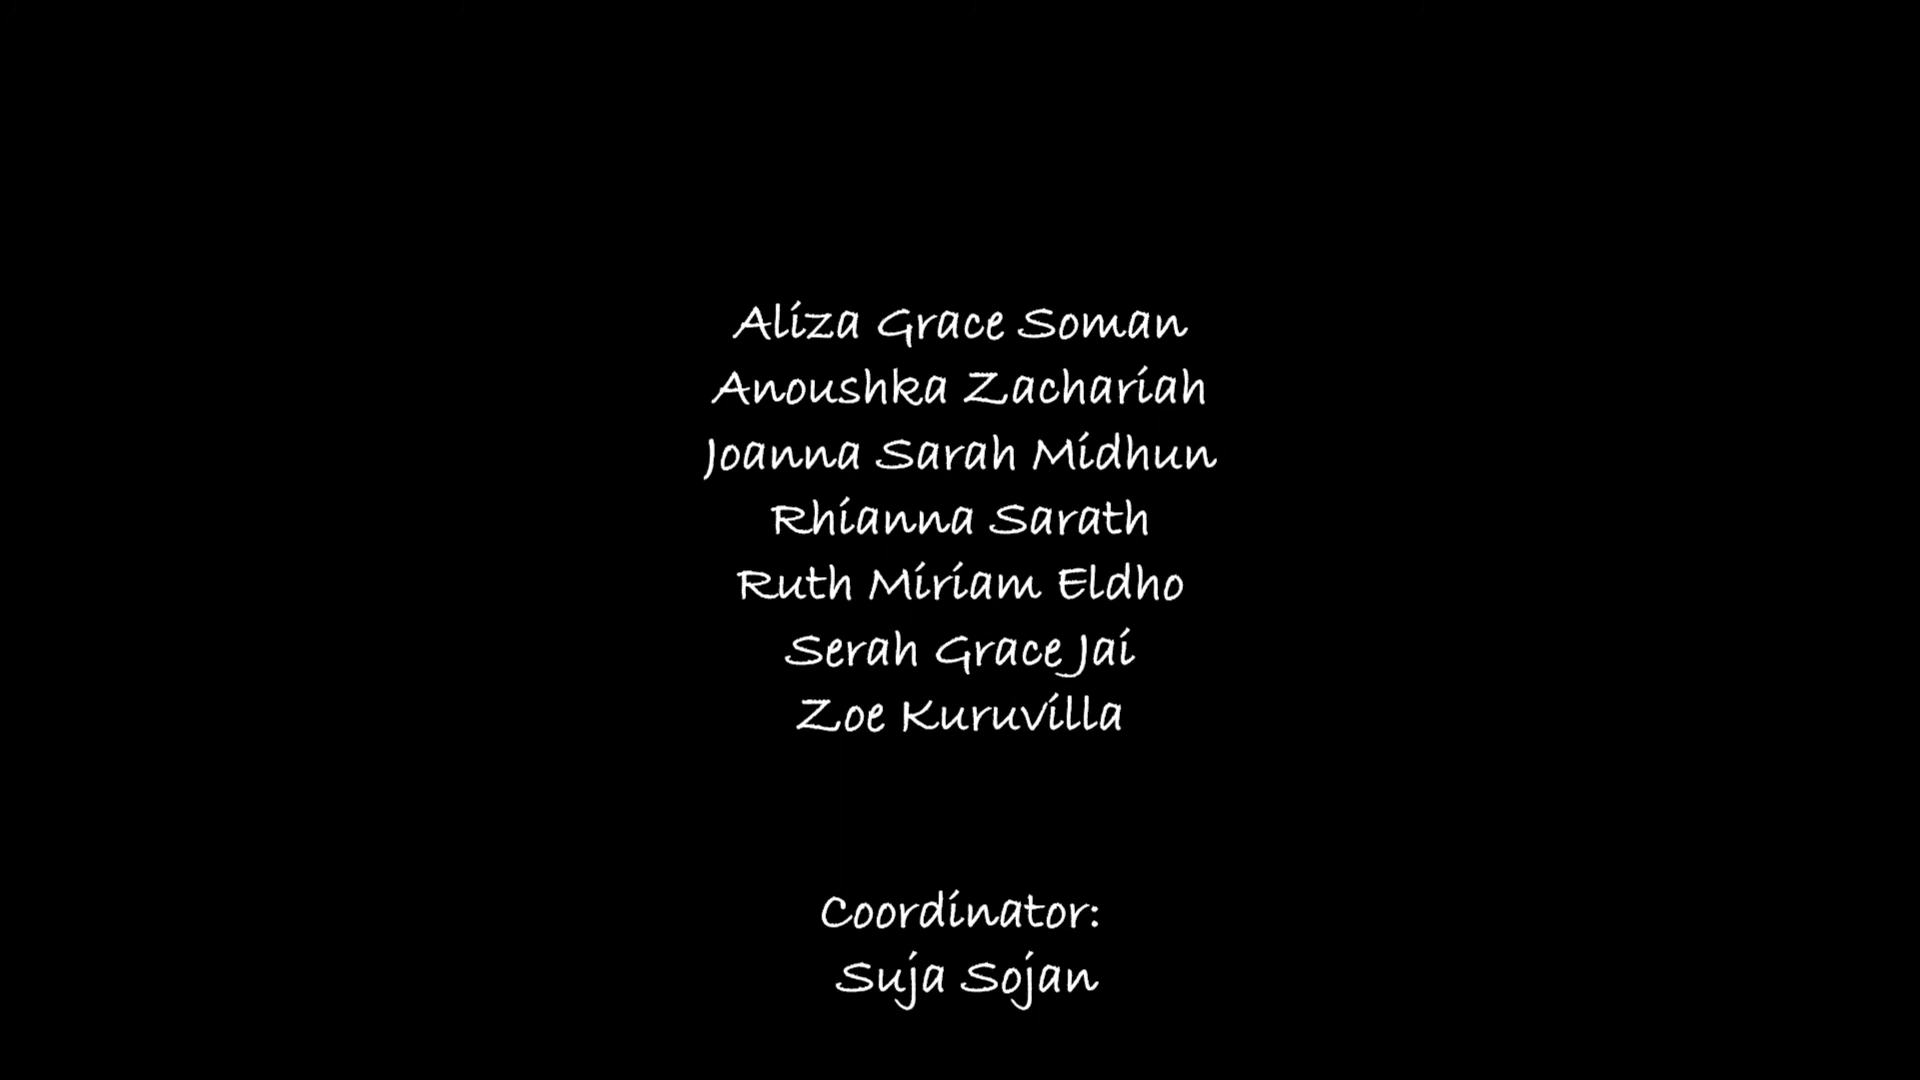 Aliza Grace Soman
Anoushka Zachariah
Joanna Sarah Midhun
Rhianna Sarath
Ruth Miriam Eldho
Serah Grace Jai
Zoe Kuruvilla
Coordinator:
Suja Sojan